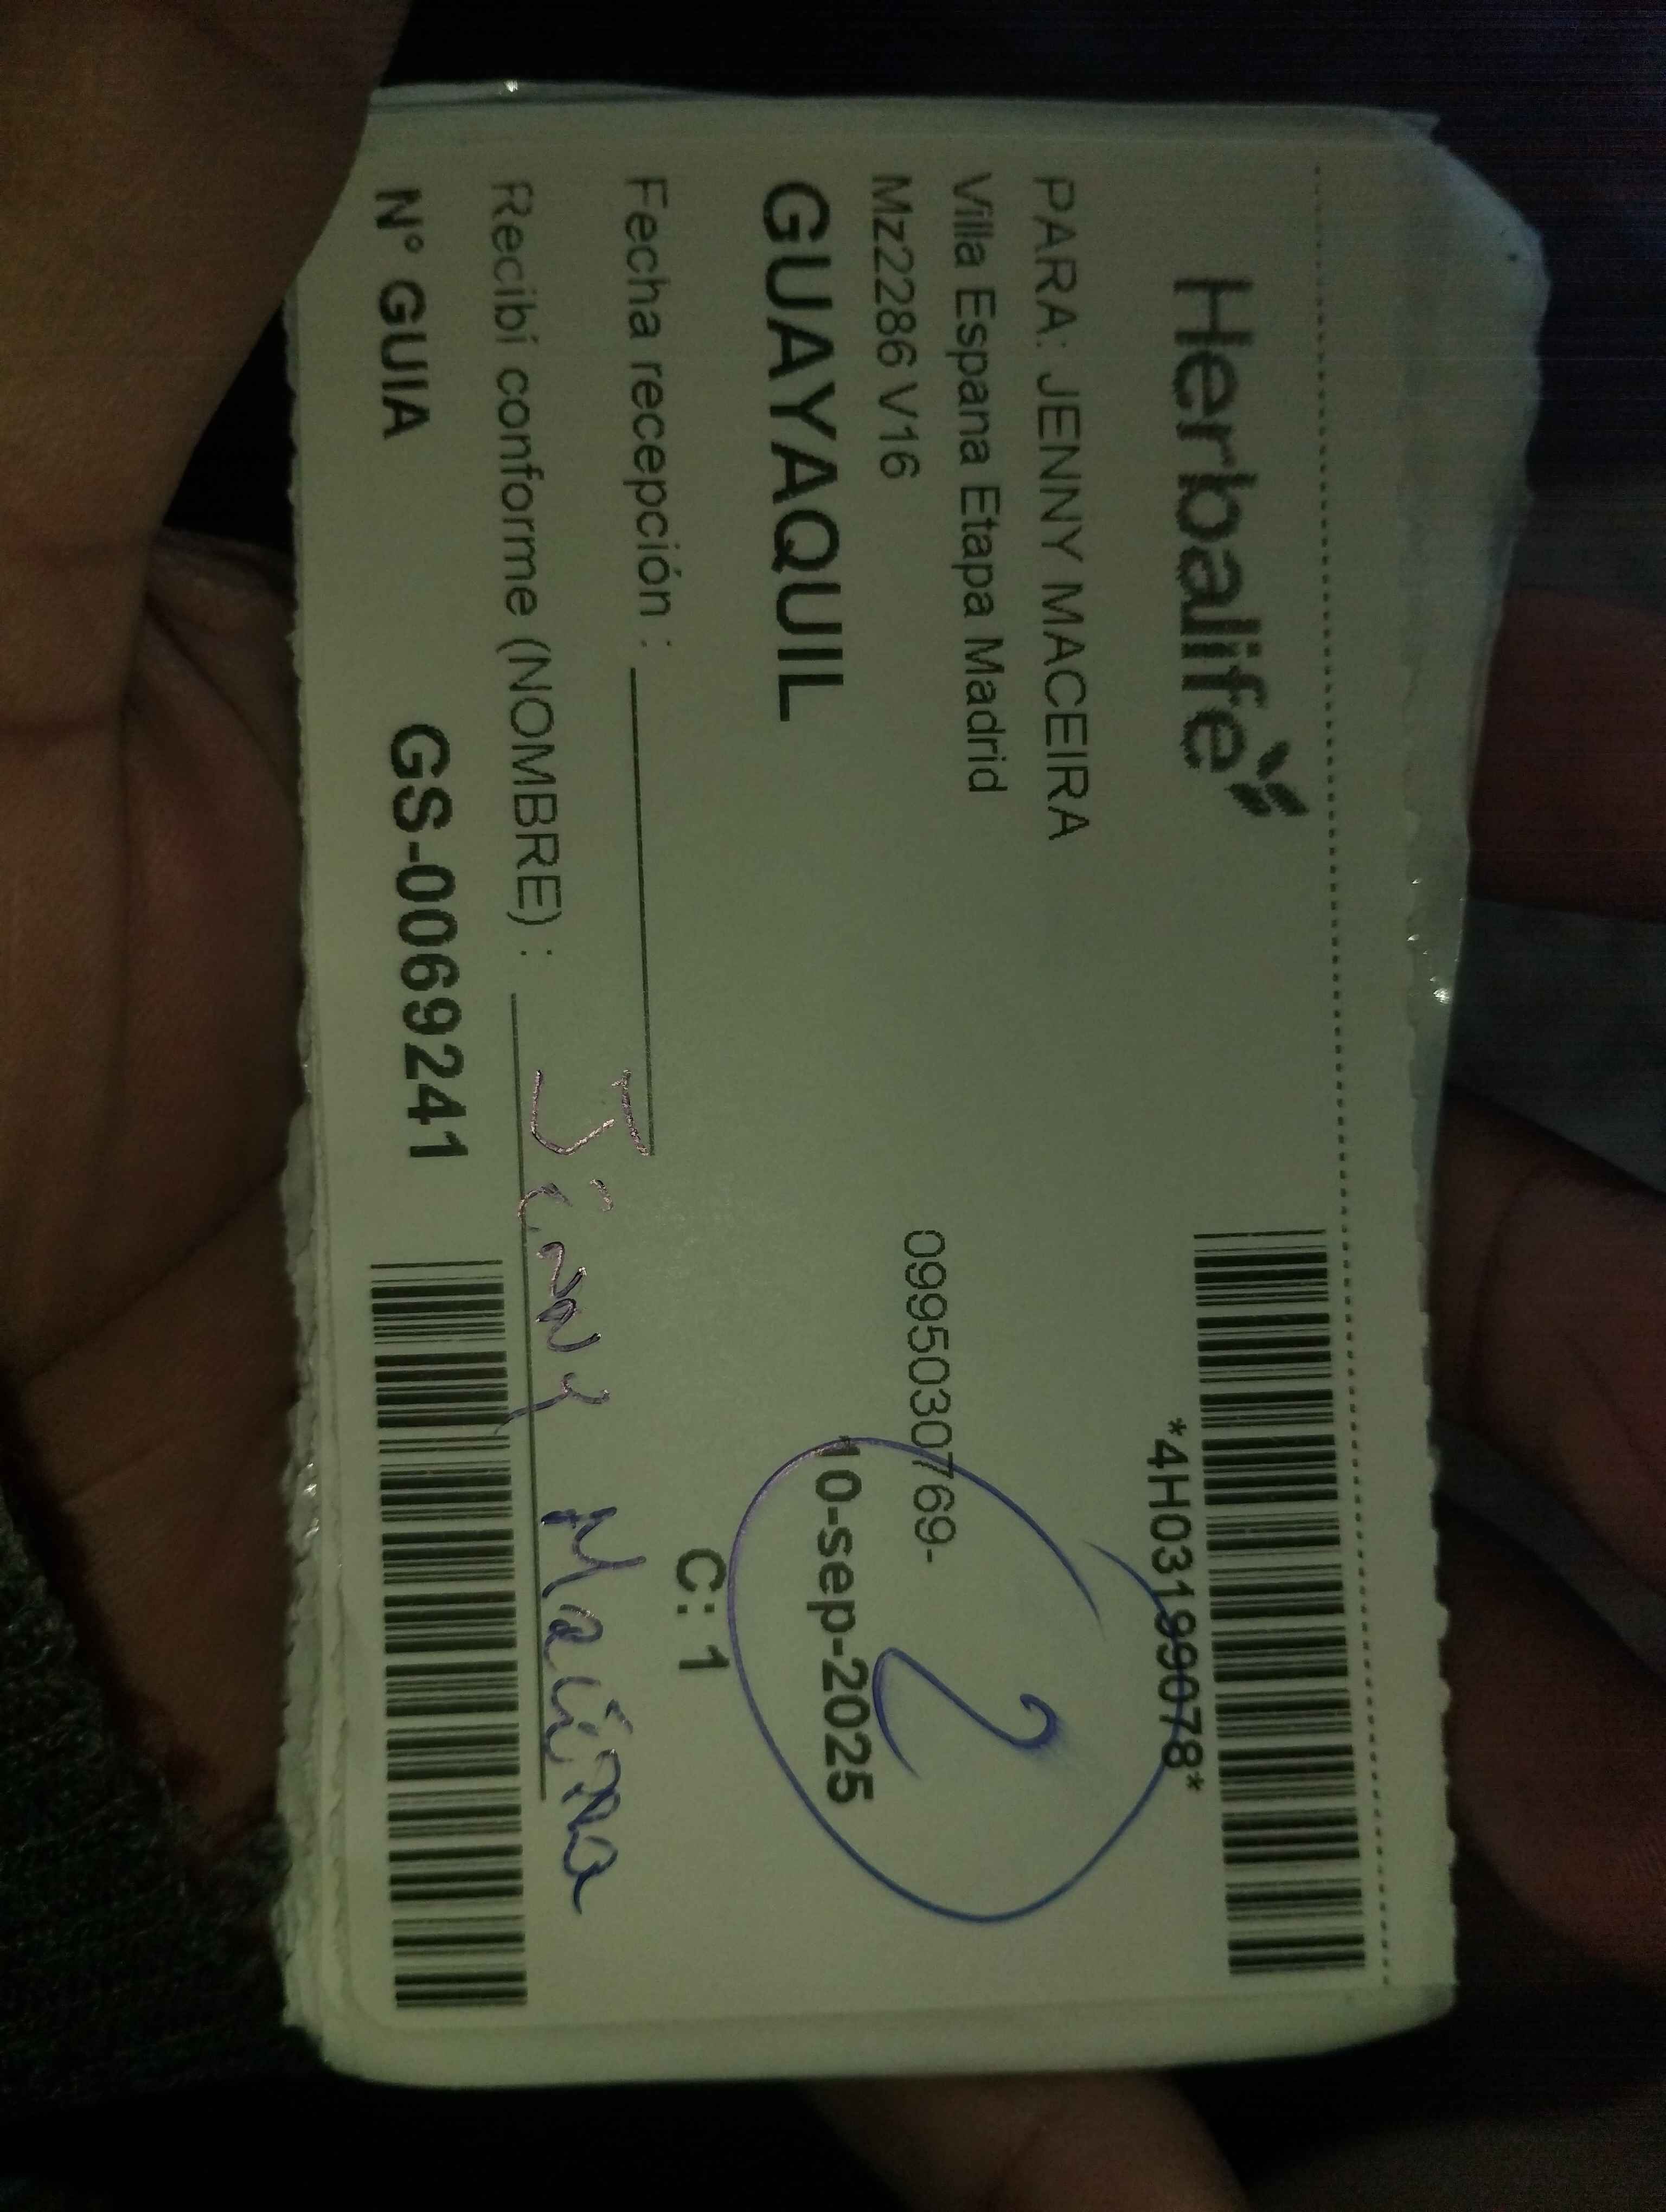 Herbalife
*4H03199078*
PARA: JENNY MACEIRA
Villa Espana Etapa Madrid
Mz2286 V16
0995030769-
2
GUAYAQUIL
10-sep-2025
C: 1
Fecha recepción :
Recibí conforme (NOMBRE) : Jenny Maceira
N° GUIA GS-0069241